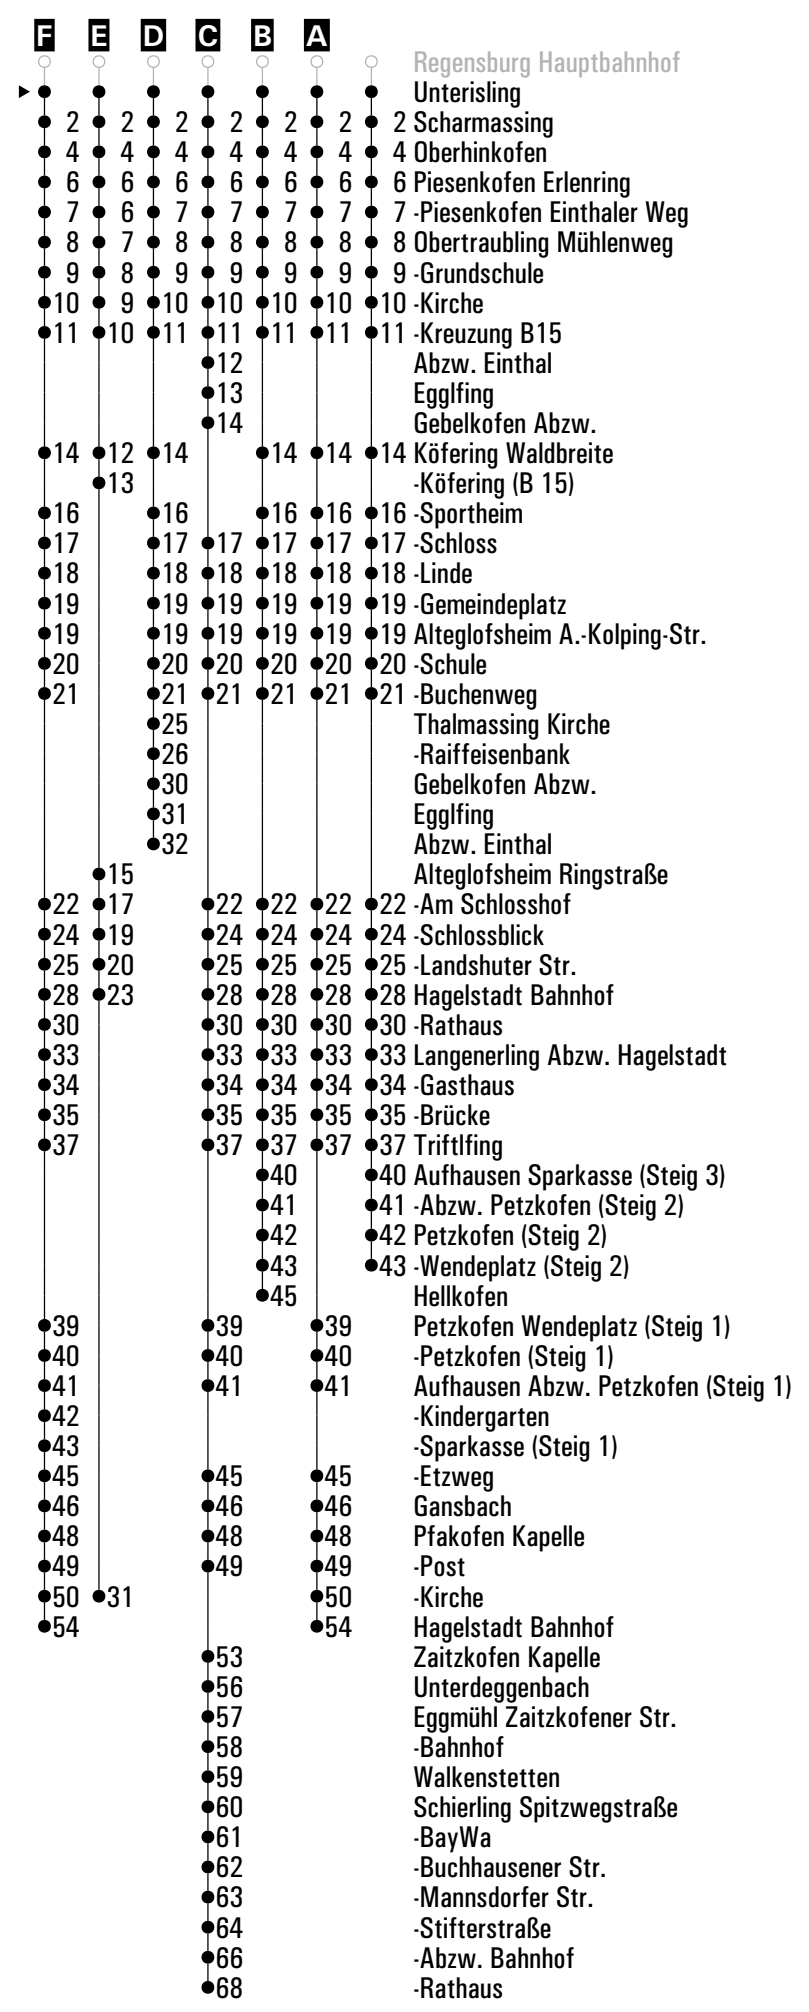 F E D C B A
Regensburg Hauptbahnhof
Unterisling
2 2 2 2 2 2 2 Scharmassing
4 4 4 4 4 4 4 Oberhinkofen
6 6 6 6 6 6 6 Piesenkofen Erlenring
7 6 7 7 7 7 7 -Piesenkofen Einthaler Weg
8 7 8 8 8 8 8 Obertraubling Mühlenweg
9 8 9 9 9 9 9 -Grundschule
10 9 10 10 10 10 10 -Kirche
11 10 11 11 11 11 11 -Kreuzung B15
12 Abzw. Einthal
13 Egglfing
14 Gebelkofen Abzw.
14 12 14 14 14 14 Köfering Waldbreite
13 -Köfering (B 15)
16 16 16 16 16 -Sportheim
17 17 17 17 17 17 -Schloss
18 18 18 18 18 18 -Linde
19 19 19 19 19 19 -Gemeindeplatz
19 19 19 19 19 19 Alteglofsheim A.-Kolping-Str.
20 20 20 20 20 20 -Schule
21 21 21 21 21 21 -Buchenweg
25 Thalmassing Kirche
26 -Raiffeisenbank
30 Gebelkofen Abzw.
31 Egglfing
32 Abzw. Einthal
15 Alteglofsheim Ringstraße
22 17 22 22 22 22 -Am Schlosshof
24 19 24 24 24 24 -Schlossblick
25 20 25 25 25 25 -Landshuter Str.
28 23 28 28 28 28 Hagelstadt Bahnhof
30 30 30 30 30 -Rathaus
33 33 33 33 33 Langenerling Abzw. Hagelstadt
34 34 34 34 34 -Gasthaus
35 35 35 35 35 -Brücke
37 37 37 37 37 Triftlfing
40 40 Aufhausen Sparkasse (Steig 3)
41 41 -Abzw. Petzkofen (Steig 2)
42 42 Petzkofen (Steig 2)
43 43 -Wendeplatz (Steig 2)
45 Hellkofen
39 39 39 Petzkofen Wendeplatz (Steig 1)
40 40 40 -Petzkofen (Steig 1)
41 41 41 Aufhausen Abzw. Petzkofen (Steig 1)
42 -Kindergarten
43 -Sparkasse (Steig 1)
45 45 45 -Etzweg
46 46 46 Gansbach
48 48 48 Pfakofen Kapelle
49 49 49 -Post
50 31 50 -Kirche
54 54 Hagelstadt Bahnhof
53 Zaitzkofen Kapelle
56 Unterdeggenbach
57 Eggmühl Zaitzkofener Str.
58 -Bahnhof
59 Walkenstetten
60 Schierling Spitzwegstraße
61 -BayWa
62 -Buchhausener Str.
63 -Mannsdorfer Str.
64 -Stifterstraße
66 -Abzw. Bahnhof
68 -Rathaus